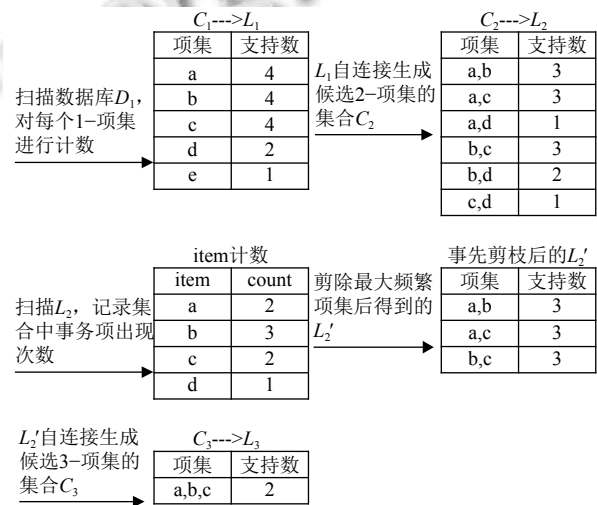 C₁--->L₁
扫描数据库D₁，
对每个1−项集
进行计数
项集 支持数
a 4
b 4
c 4
d 2
e 1
L₁自连接生成
候选2−项集的
集合C₂
C₂--->L₂
项集 支持数
a,b 3
a,c 3
a,d 1
b,c 3
b,d 2
c,d 1
扫描L₂，记录集
合中事务项出现
次数
item计数
item count
a 2
b 3
c 2
d 1
剪除最大频繁
项集后得到的
L₂′
事先剪枝后的L₂′
项集 支持数
a,b 3
a,c 3
b,c 3
L₂′自连接生成
候选3−项集的
集合C₃
C₃--->L₃
项集 支持数
a,b,c 2